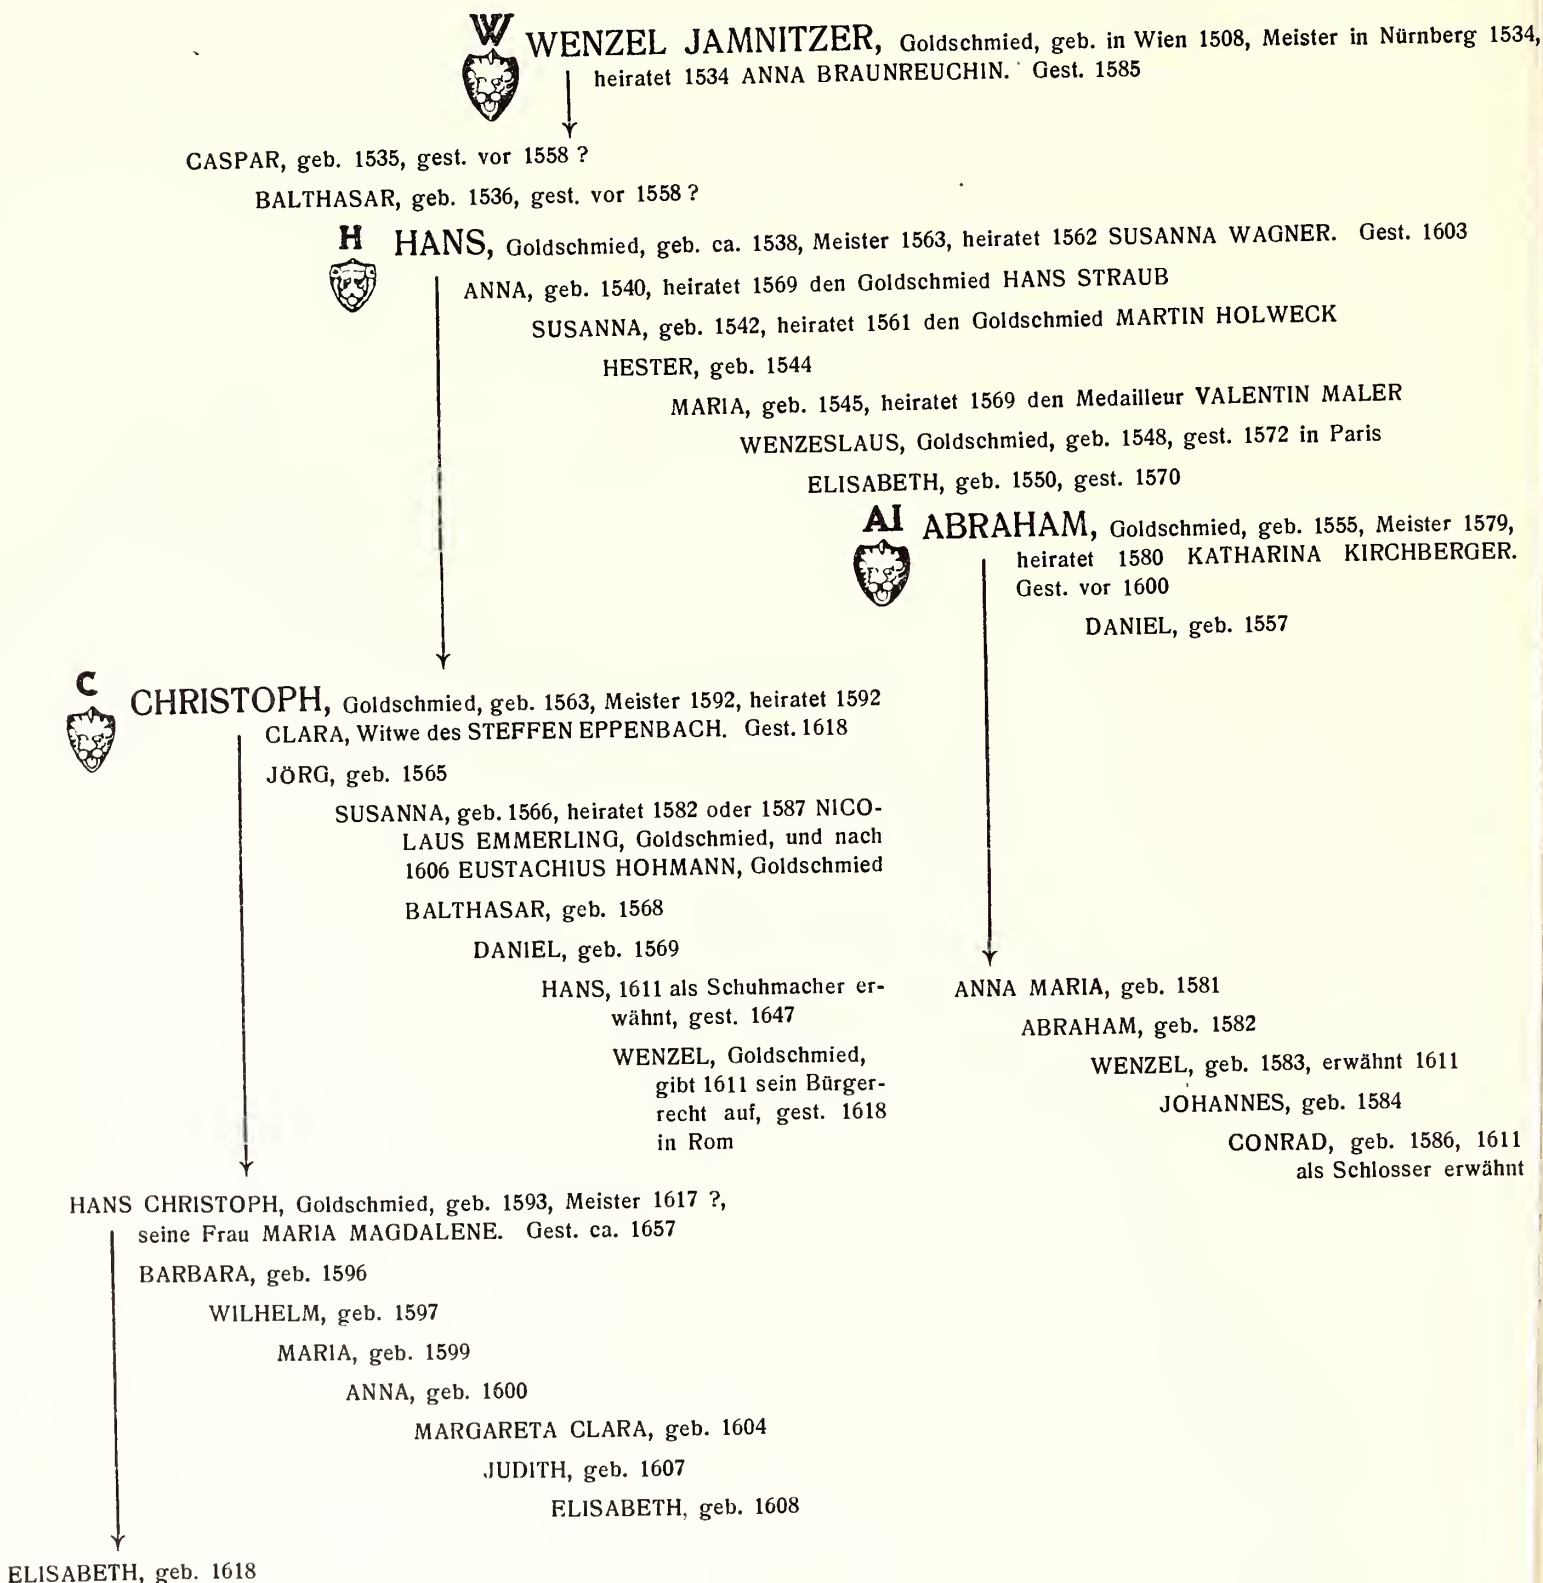 W
WENZEL JAMNITZER, Goldschmied, geb. in Wien 1508, Meister in Nürnberg 1534,
heiratet 1534 ANNA BRAUNREUCHIN. Gest. 1585
CASPAR, geb. 1535, gest. vor 1558 ?
BALTHASAR, geb. 1536, gest. vor 1558 ?
H
HANS, Goldschmied, geb. ca. 1538, Meister 1563, heiratet 1562 SUSANNA WAGNER. Gest. 1603
ANNA, geb. 1540, heiratet 1569 den Goldschmied HANS STRAUB
SUSANNA, geb. 1542, heiratet 1561 den Goldschmied MARTIN HOLWECK
HESTER, geb. 1544
MARIA, geb. 1545, heiratet 1569 den Medailleur VALENTIN MALER
WENZESLAUS, Goldschmied, geb. 1548, gest. 1572 in Paris
ELISABETH, geb. 1550, gest. 1570
AI
ABRAHAM, Goldschmied, geb. 1555, Meister 1579,
heiratet 1580 KATHARINA KIRCHBERGER.
Gest. vor 1600
DANIEL, geb. 1557
C
CHRISTOPH, Goldschmied, geb. 1563, Meister 1592, heiratet 1592
CLARA, Witwe des STEFFEN EPPENBACH. Gest. 1618
JÖRG, geb. 1565
SUSANNA, geb. 1566, heiratet 1582 oder 1587 NICO-
LAUS EMMERLING, Goldschmied, und nach
1606 EUSTACHIUS HOHMANN, Goldschmied
BALTHASAR, geb. 1568
DANIEL, geb. 1569
HANS, 1611 als Schuhmacher er-
wähnt, gest. 1647
WENZEL, Goldschmied,
gibt 1611 sein Bürger-
recht auf, gest. 1618
in Rom
ANNA MARIA, geb. 1581
ABRAHAM, geb. 1582
WENZEL, geb. 1583, erwähnt 1611
JOHANNES, geb. 1584
CONRAD, geb. 1586, 1611
als Schlosser erwähnt
HANS CHRISTOPH, Goldschmied, geb. 1593, Meister 1617 ?,
seine Frau MARIA MAGDALENE. Gest. ca. 1657
BARBARA, geb. 1596
WILHELM, geb. 1597
MARIA, geb. 1599
ANNA, geb. 1600
MARGARETA CLARA, geb. 1604
JUDITH, geb. 1607
ELISABETH, geb. 1608
ELISABETH, geb. 1618